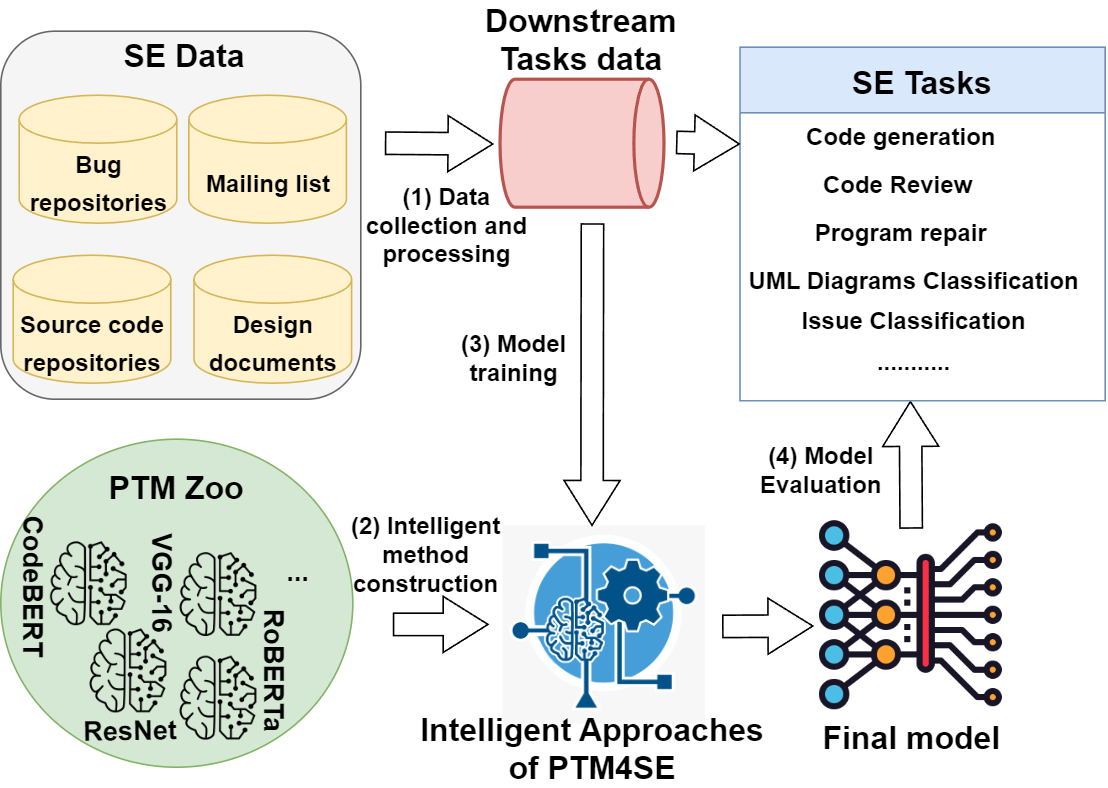 SE Data
Bug
repositories
Mailing list
Source code
repositories
Design
documents
(1) Data
collection and
processing
Downstream
Tasks data
SE Tasks
Code generation
Code Review
Program repair
UML Diagrams Classification
Issue Classification
...........
(3) Model
training
PTM Zoo
CodeBERT
VGG-16
...
RoBERTa
ResNet
(2) Intelligent
method
construction
Intelligent Approaches
of PTM4SE
(4) Model
Evaluation
Final model